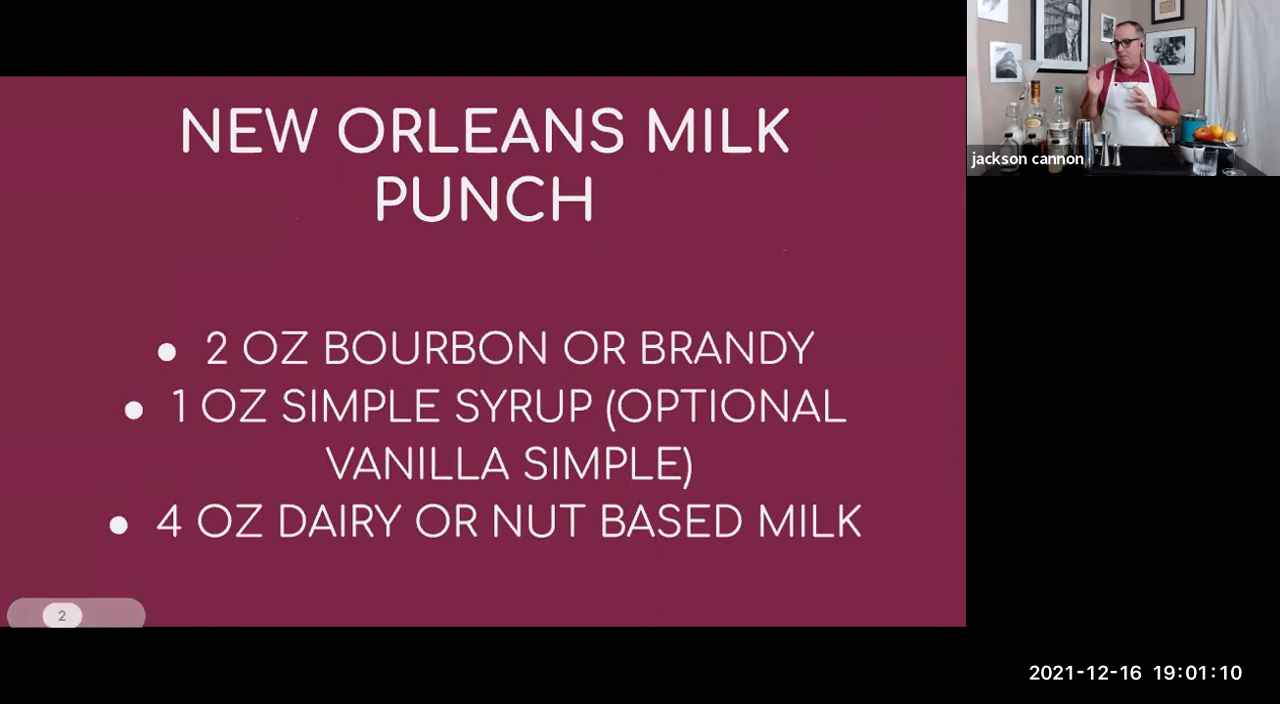 NEW ORLEANS MILK
PUNCH
● 2 OZ BOURBON OR BRANDY
● 1 OZ SIMPLE SYRUP (OPTIONAL
VANILLA SIMPLE)
● 4 OZ DAIRY OR NUT BASED MILK
2
jackson cannon
2021-12-16 19:01:10